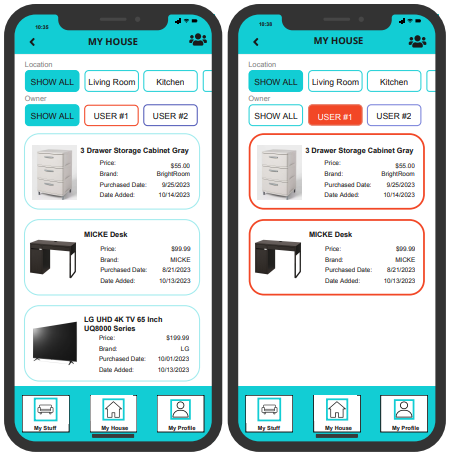 10:38
MY HOUSE
Location
SHOW ALL
Living Room
Kitchen
Owner
SHOW ALL
USER #1
USER #2
3 Drawer Storage Cabinet Gray
Price: $55.00
Brand: BrightRoom
Purchased Date: 9/25/2023
Date Added: 10/14/2023
MICKE Desk
Price: $99.99
Brand: MICKE
Purchased Date: 8/21/2023
Date Added: 10/13/2023
LG UHD 4K TV 65 Inch
UQ8000 Series
Price: $199.99
Brand: LG
Purchased Date: 10/01/2023
Date Added: 10/13/2023
My Stuff
My House
My Profile
10:38
MY HOUSE
Location
SHOW ALL
Living Room
Kitchen
Owner
SHOW ALL
USER #1
USER #2
3 Drawer Storage Cabinet Gray
Price: $55.00
Brand: BrightRoom
Purchased Date: 9/25/2023
Date Added: 10/14/2023
MICKE Desk
Price: $99.99
Brand: MICKE
Purchased Date: 8/21/2023
Date Added: 10/13/2023
My Stuff
My House
My Profile